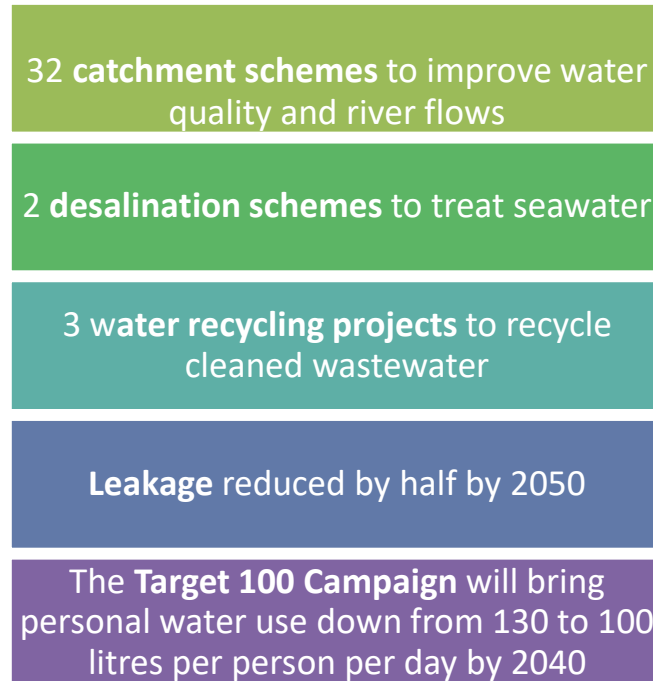 32 catchment schemes to improve water
quality and river flows
2 desalination schemes to treat seawater
3 water recycling projects to recycle
cleaned wastewater
Leakage reduced by half by 2050
The Target 100 Campaign will bring
personal water use down from 130 to 100
litres per person per day by 2040